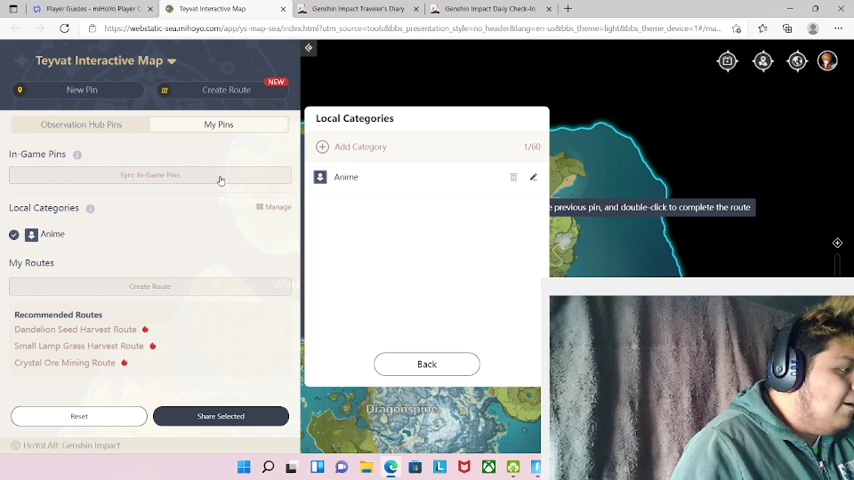 Player Guides - miHoYo Player C
Teyvat Interactive Map
Genshin Impact Traveler's Diary
Genshin Impact Daily Check-In
https://webstatic-sea.mihoyo.com/app/ys-map-sea/index.html?utm_source=tools&bbs_presentation_style=no_header&lang=en-us&bbs_theme=light&bbs_theme_device=1#/ma...
Teyvat Interactive Map
New Pin
Create Route
NEW
Observation Hub Pins
My Pins
In-Game Pins
Sync In-Game Pins
Local Categories
Manage
Anime
My Routes
Create Route
Recommended Routes
Dandelion Seed Harvest Route
Small Lamp Grass Harvest Route
Crystal Ore Mining Route
Reset
Share Selected
HoYoLAB: Genshin Impact
Local Categories
Add Category
1/60
Anime
Back
e previous pin, and double-click to complete the route
Dragonspine